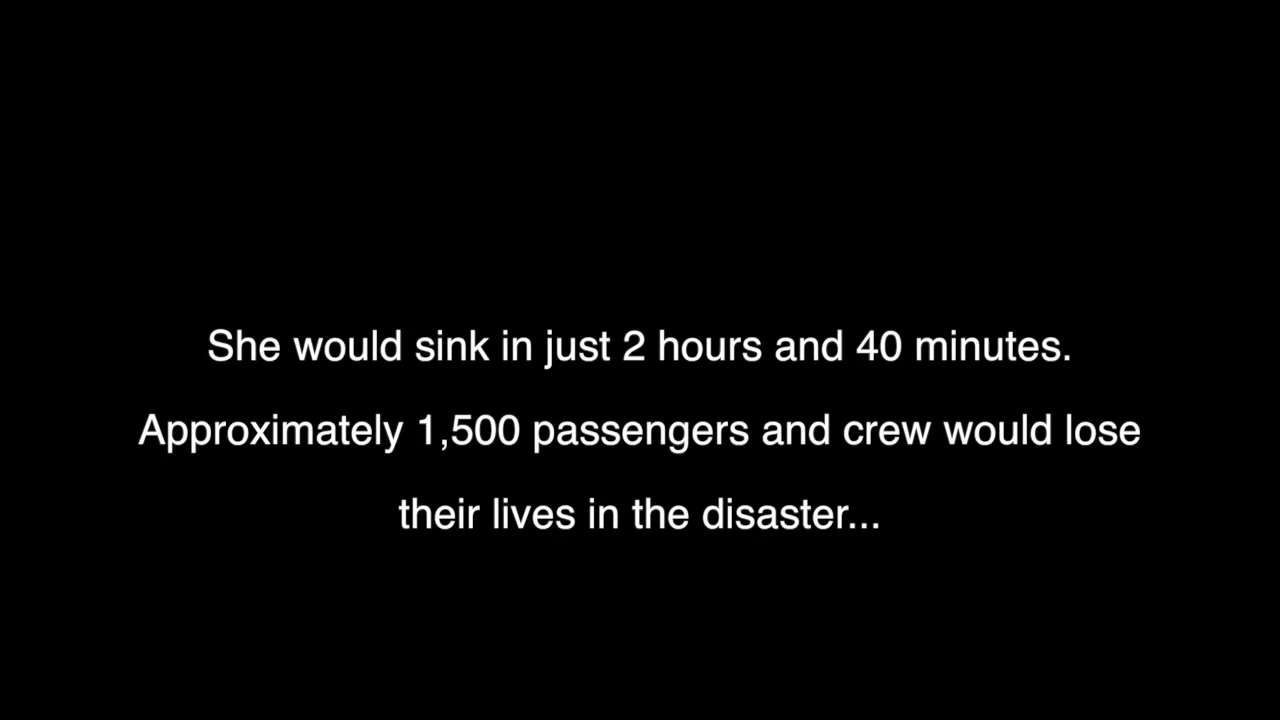 She would sink in just 2 hours and 40 minutes.
Approximately 1,500 passengers and crew would lose
their lives in the disaster...